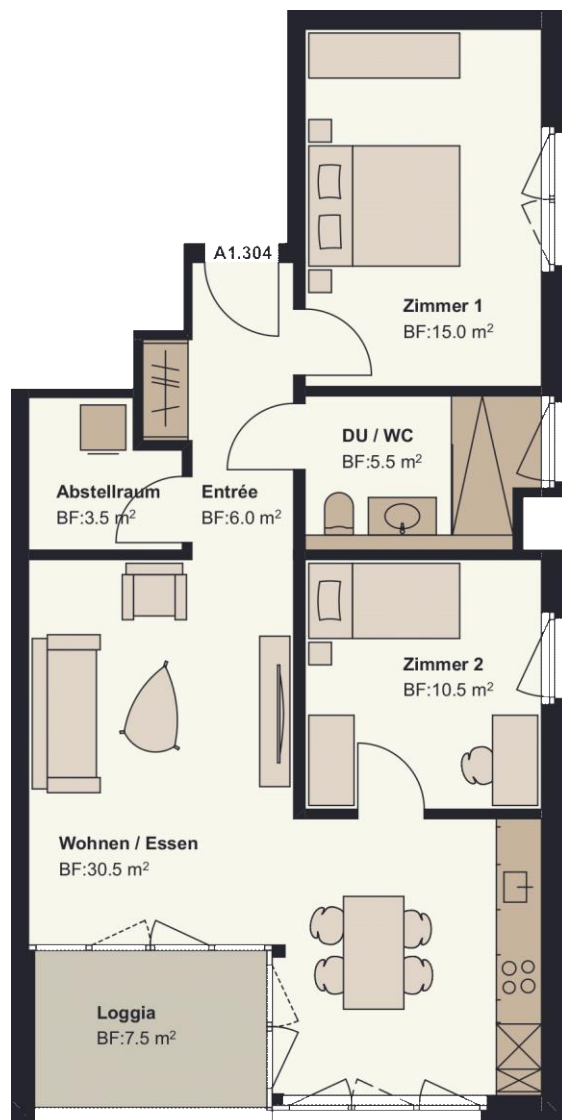 A1.304
Zimmer 1
BF:15.0 m²
DU / WC
BF:5.5 m²
Abstellraum
BF:3.5 m²
Entrée
BF:6.0 m²
Zimmer 2
BF:10.5 m²
Wohnen / Essen
BF:30.5 m²
Loggia
BF:7.5 m²